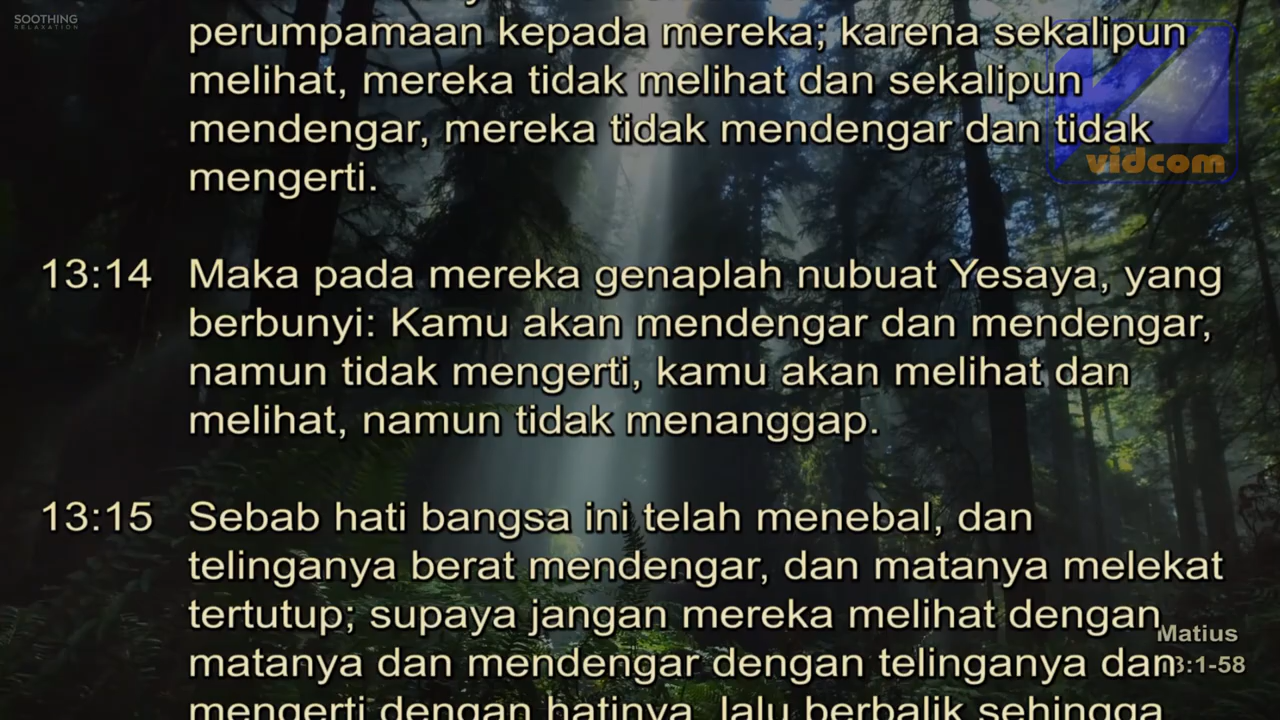 SOOTHING
RELAXATION
perumpamaan kepada mereka; karena sekalipun
melihat, mereka tidak melihat dan sekalipun
mendengar, mereka tidak mendengar dan tidak
mengerti.
vidcom
13:14 Maka pada mereka genaplah nubuat Yesaya, yang
berbunyi: Kamu akan mendengar dan mendengar,
namun tidak mengerti, kamu akan melihat dan
melihat, namun tidak menanggap.
13:15 Sebab hati bangsa ini telah menebal, dan
telinganya berat mendengar, dan matanya melekat
tertutup; supaya jangan mereka melihat dengan
matanya dan mendengar dengan telinganya dan
mengerti dengan hatinya, lalu berbalik sehingga
Matius
13:1-58